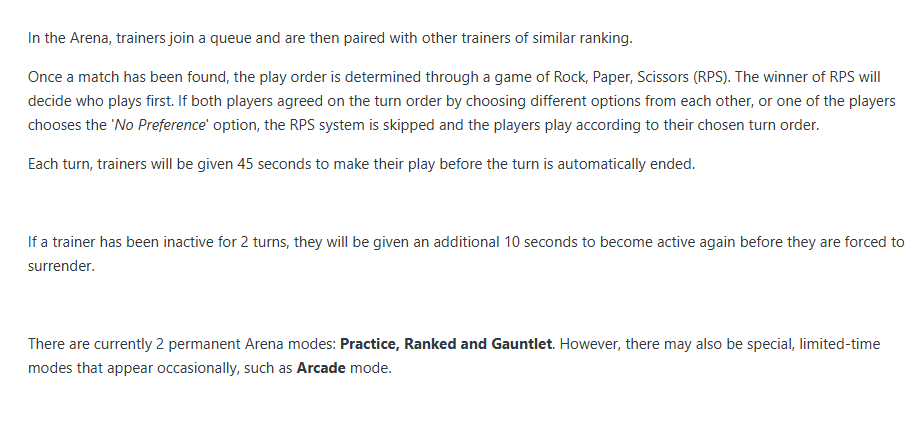 In the Arena, trainers join a queue and are then paired with other trainers of similar ranking.
Once a match has been found, the play order is determined through a game of Rock, Paper, Scissors (RPS). The winner of RPS will
decide who plays first. If both players agreed on the turn order by choosing different options from each other, or one of the players
chooses the 'No Preference' option, the RPS system is skipped and the players play according to their chosen turn order.
Each turn, trainers will be given 45 seconds to make their play before the turn is automatically ended.
If a trainer has been inactive for 2 turns, they will be given an additional 10 seconds to become active again before they are forced to
surrender.
There are currently 2 permanent Arena modes: Practice, Ranked and Gauntlet. However, there may also be special, limited-time
modes that appear occasionally, such as Arcade mode.